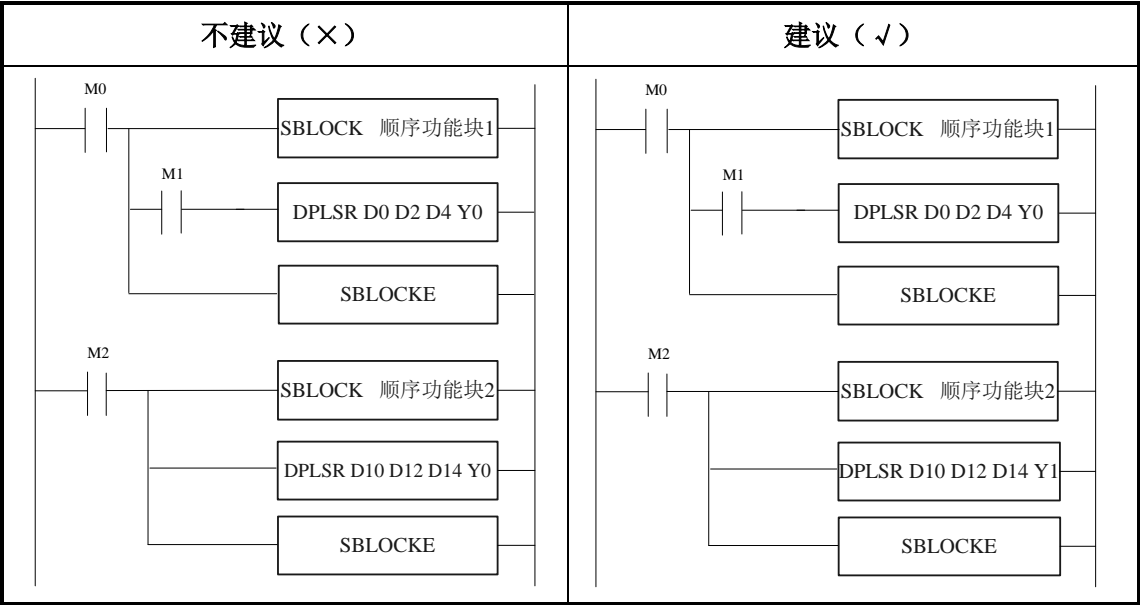 不建议（×）
建议（√）
M0
SBLOCK 顺序功能块1
M1
DPLSR D0 D2 D4 Y0
SBLOCKE
M2
SBLOCK 顺序功能块2
DPLSR D10 D12 D14 Y0
SBLOCKE
M0
SBLOCK 顺序功能块1
M1
DPLSR D0 D2 D4 Y0
SBLOCKE
M2
SBLOCK 顺序功能块2
DPLSR D10 D12 D14 Y1
SBLOCKE